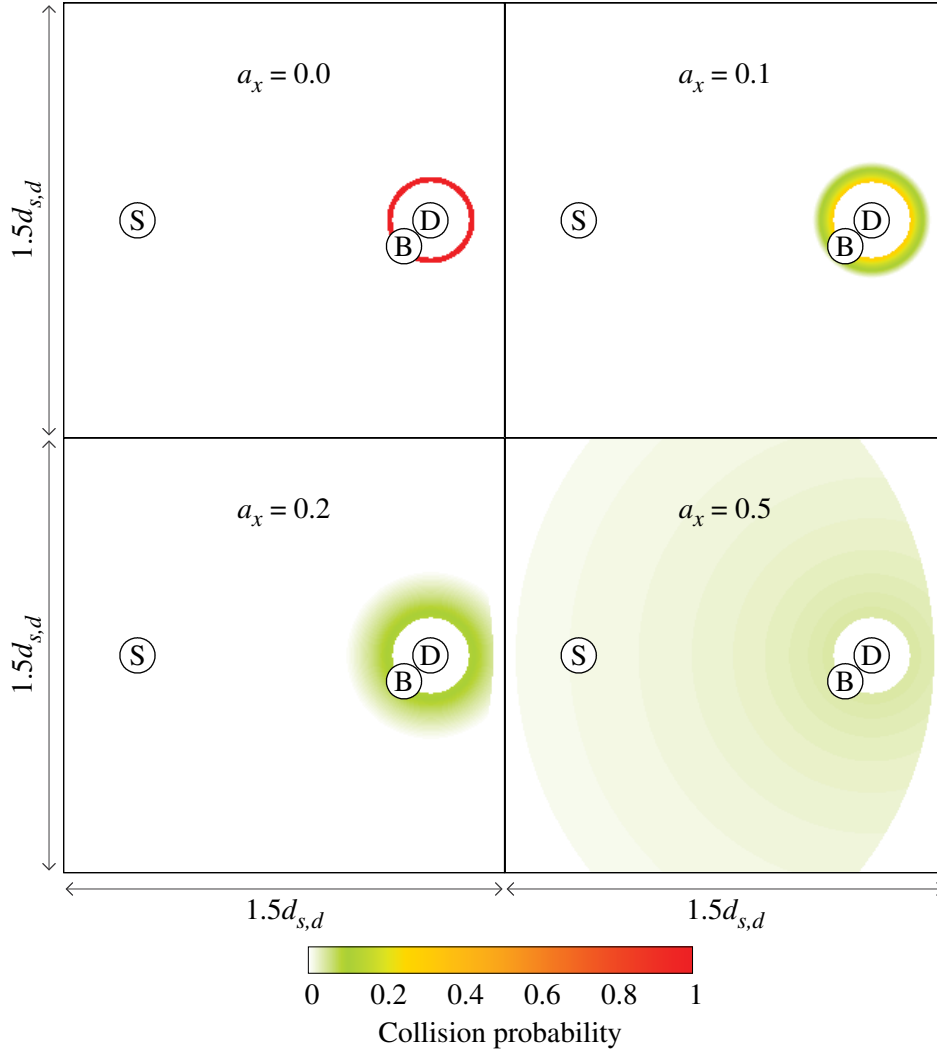 a_x = 0.0
a_x = 0.1
1.5d_{s,d}
S
D
B
S
D
B
a_x = 0.2
a_x = 0.5
1.5d_{s,d}
S
D
B
S
D
B
1.5d_{s,d}
1.5d_{s,d}
0 0.2 0.4 0.6 0.8 1
Collision probability